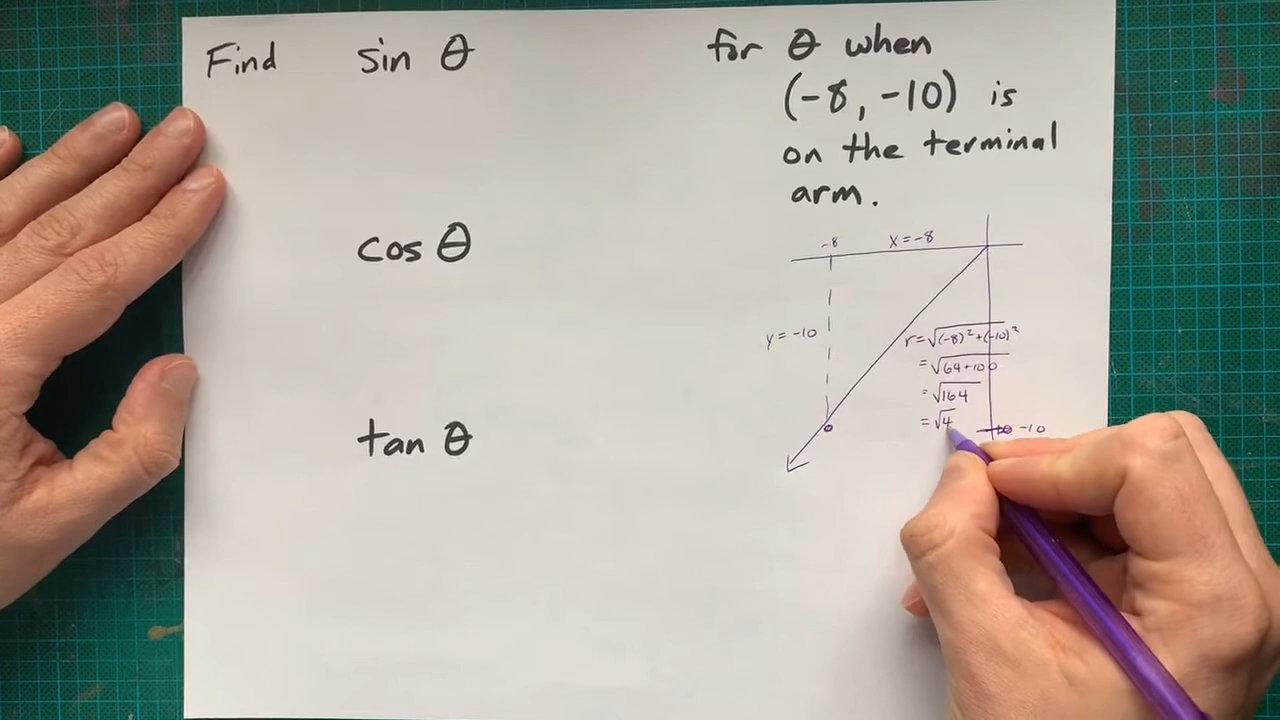 Find sin θ
for θ when
(-8, -10) is
on the terminal
arm.
cos θ
tan θ
-8
x = -8
y = -10
r = √(-8)² + (-10)²
= √64+100
= √164
= √4
-10